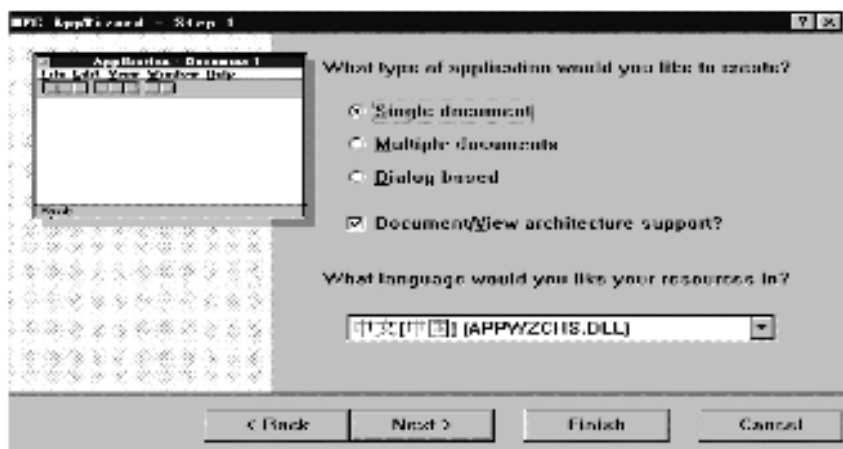 MFC AppWizard - Step 1
Application - Document 1
File Edit View Window Help
Ready
What type of application would you like to create?
Single document
Multiple documents
Dialog based
Document/View architecture support?
What language would you like your resources in?
中文[中国] (APPWZCHS.DLL)
< Back
Next >
Finish
Cancel